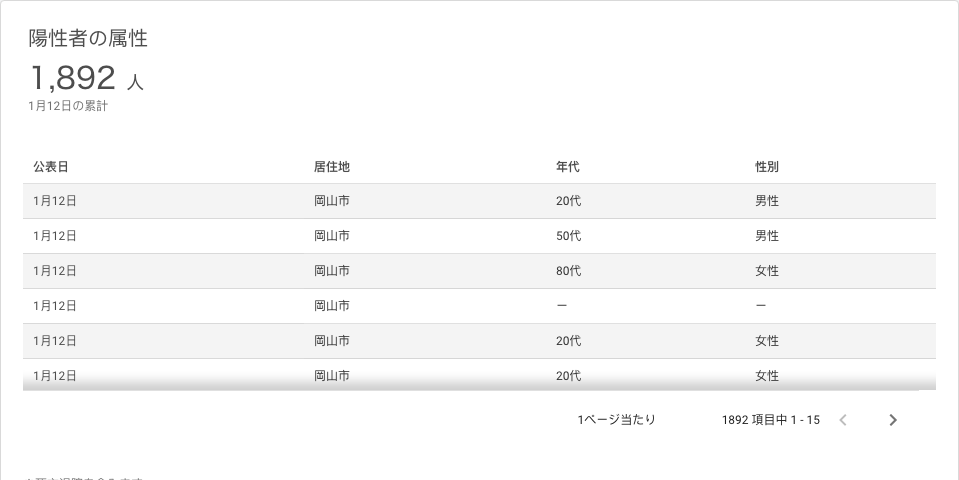 陽性者の属性
1,892 人
1月12日の累計
公表日 居住地 年代 性別
1月12日 岡山市 20代 男性
1月12日 岡山市 50代 男性
1月12日 岡山市 80代 女性
1月12日 岡山市 ー ー
1月12日 岡山市 20代 女性
1月12日 岡山市 20代 女性
1ページ当たり 1892 項目中 1 - 15